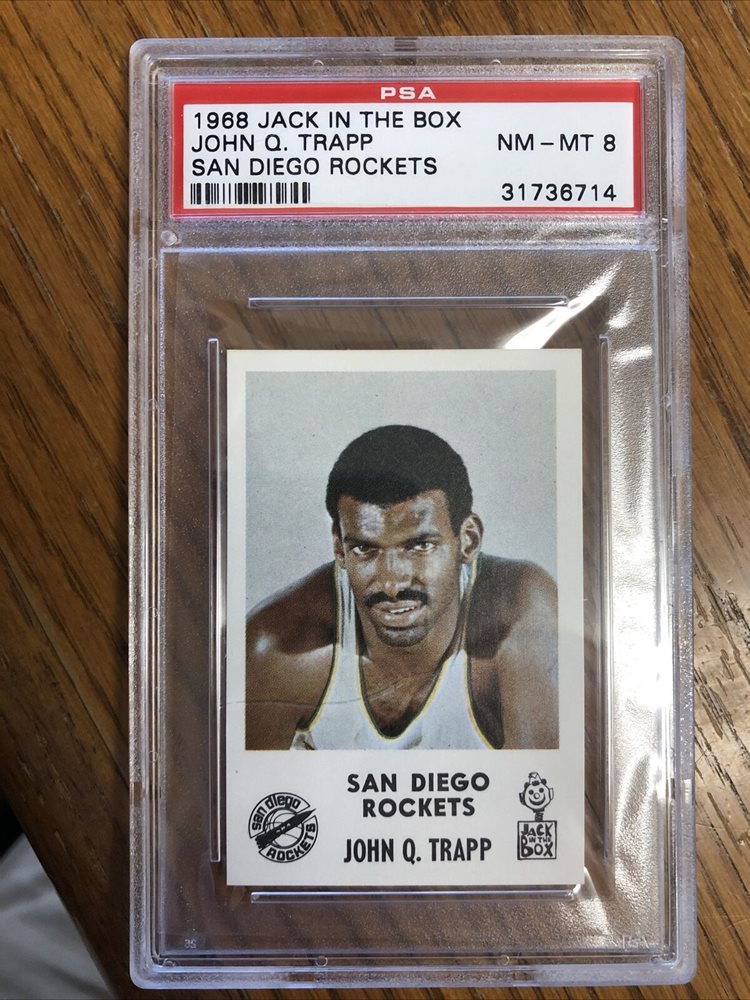 PSA
1968 JACK IN THE BOX
JOHN Q. TRAPP NM-MT 8
SAN DIEGO ROCKETS
31736714
SAN DIEGO
ROCKETS
JOHN Q. TRAPP
san diego
ROCKETS
JACK
IN THE
BOX
PSA